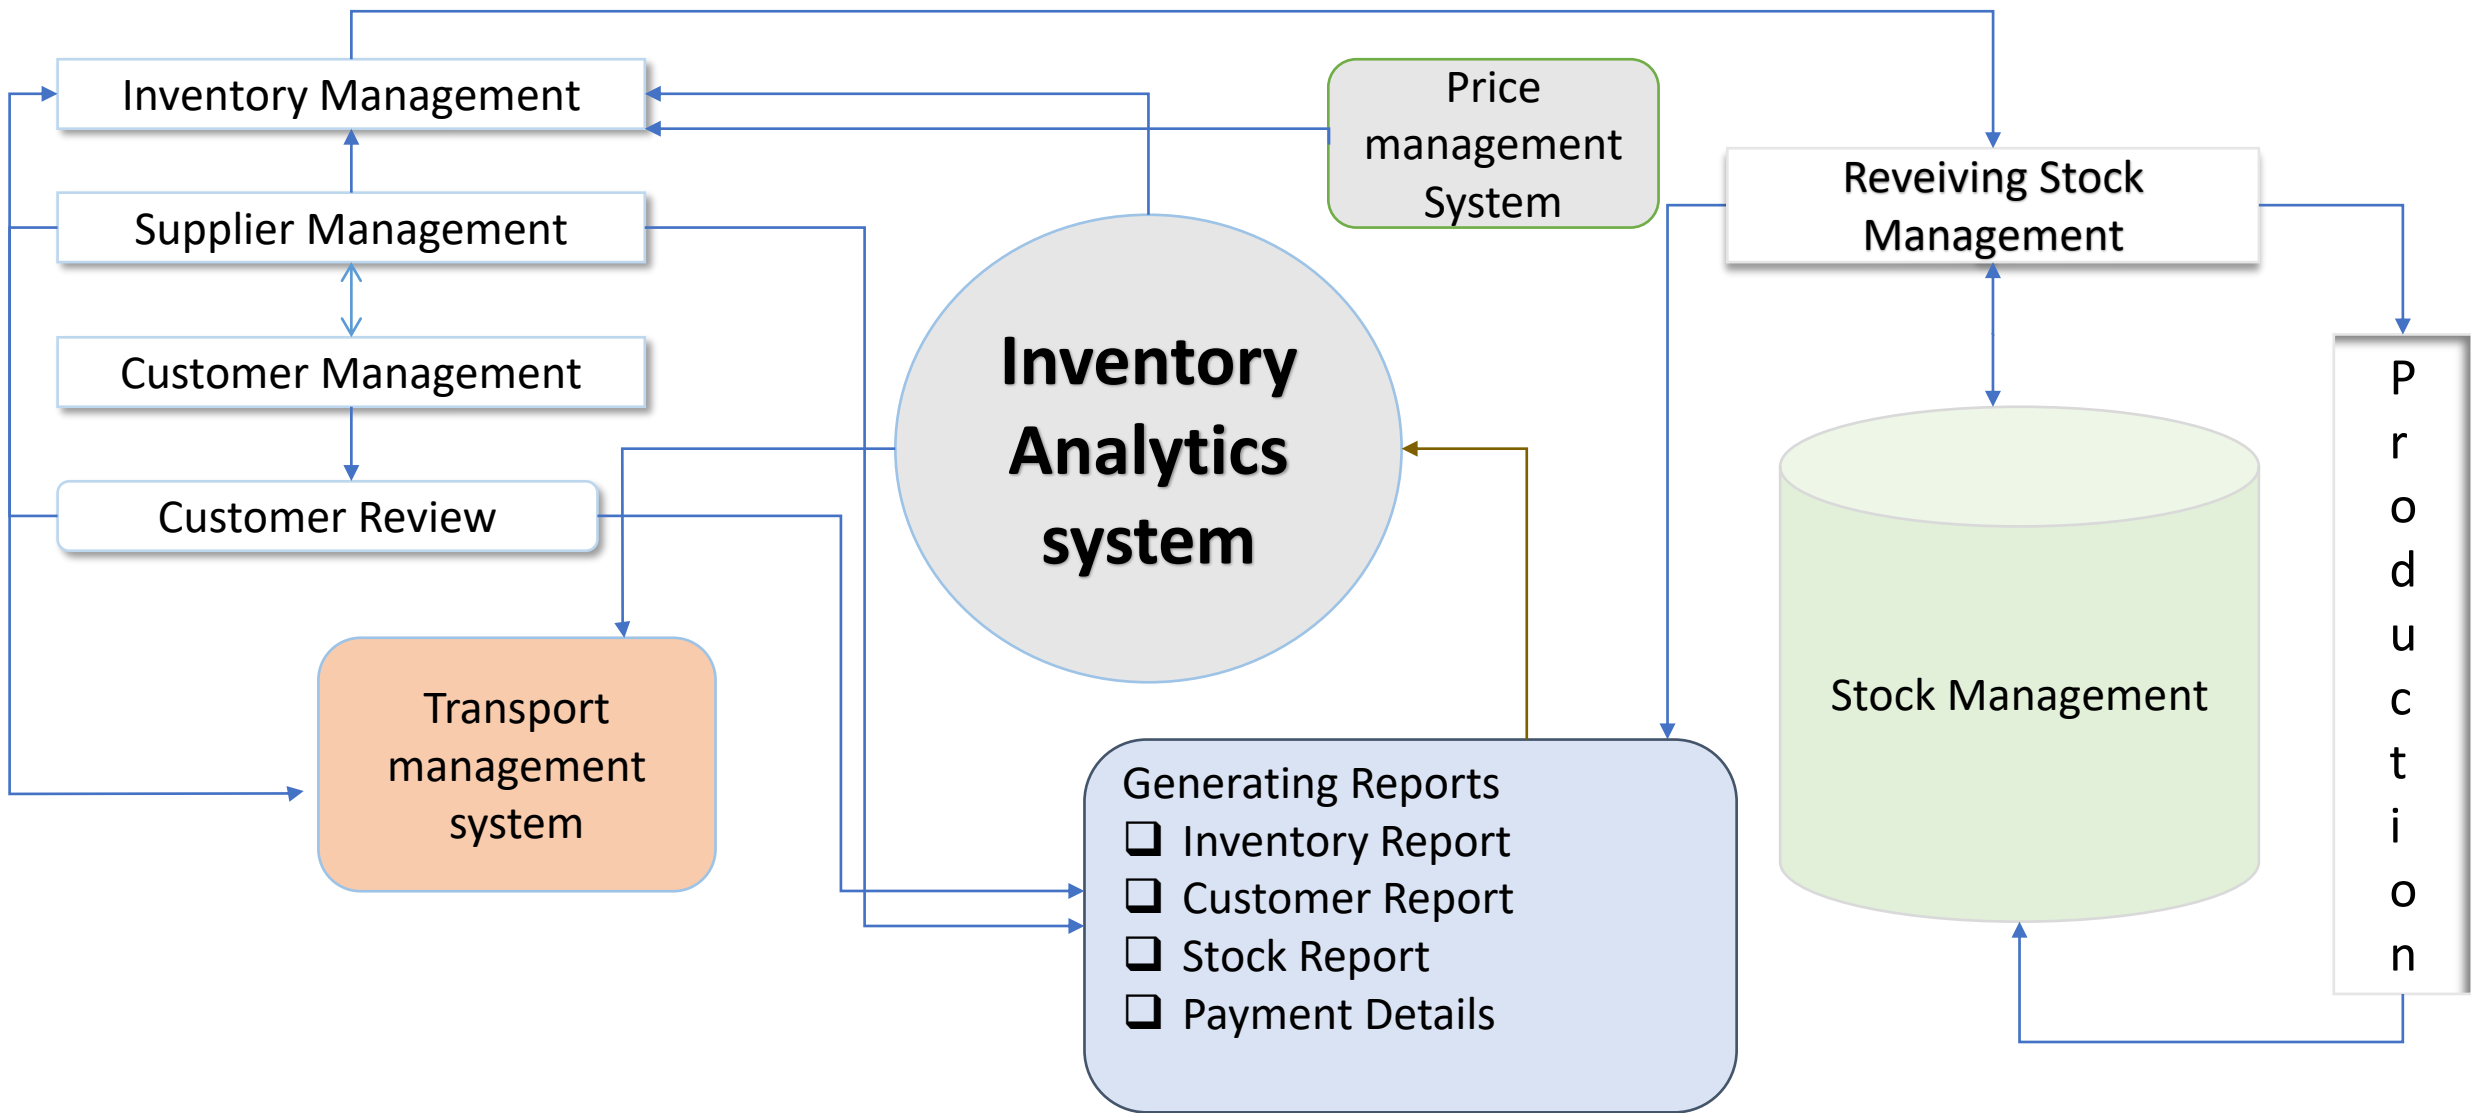 Inventory Management
Supplier Management
Customer Management
Customer Review
Transport
management
system
Inventory
Analytics
system
Price
management
System
Generating Reports
❑ Inventory Report
❑ Customer Report
❑ Stock Report
❑ Payment Details
Reveiving Stock
Management
Stock Management
P
r
o
d
u
c
t
i
o
n